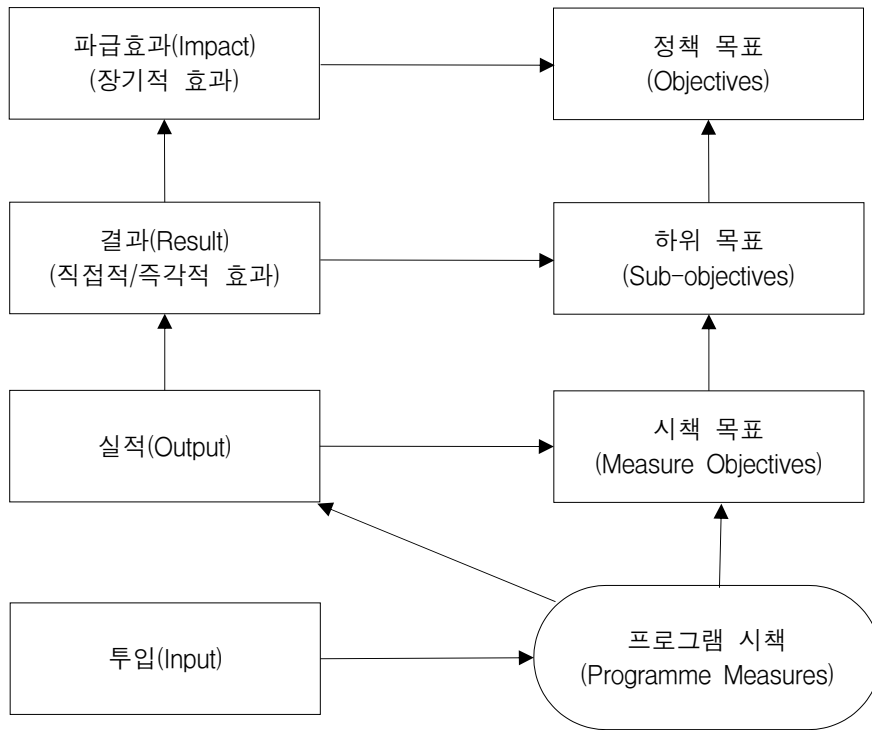 파급효과(Impact)
(장기적 효과)
정책 목표
(Objectives)
결과(Result)
(직접적/즉각적 효과)
하위 목표
(Sub-objectives)
실적(Output)
시책 목표
(Measure Objectives)
투입(Input)
프로그램 시책
(Programme Measures)